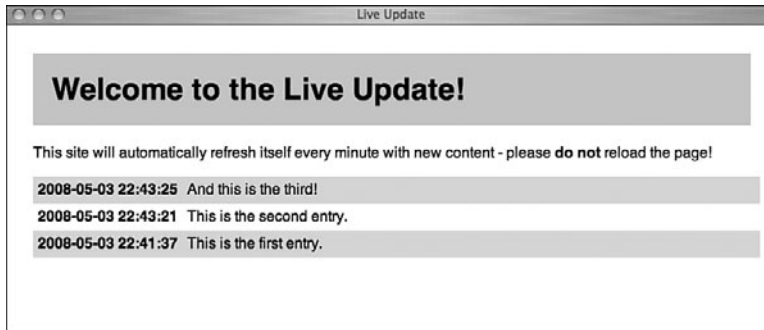 Live Update
Welcome to the Live Update!
This site will automatically refresh itself every minute with new content - please do not reload the page!
2008-05-03 22:43:25 And this is the third!
2008-05-03 22:43:21 This is the second entry.
2008-05-03 22:41:37 This is the first entry.